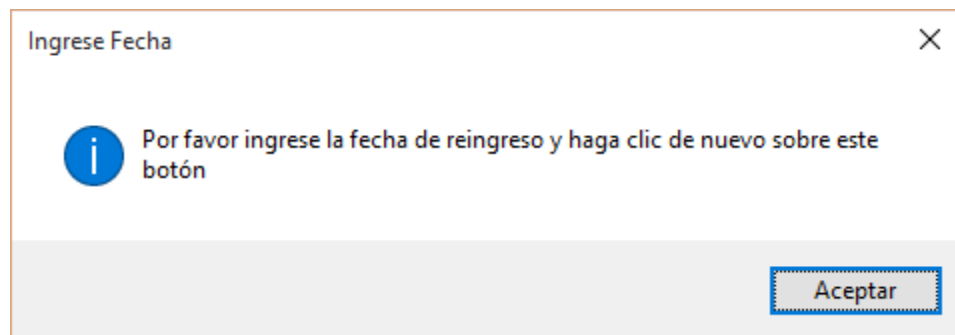 Ingrese Fecha
Por favor ingrese la fecha de reingreso y haga clic de nuevo sobre este
botón
Aceptar